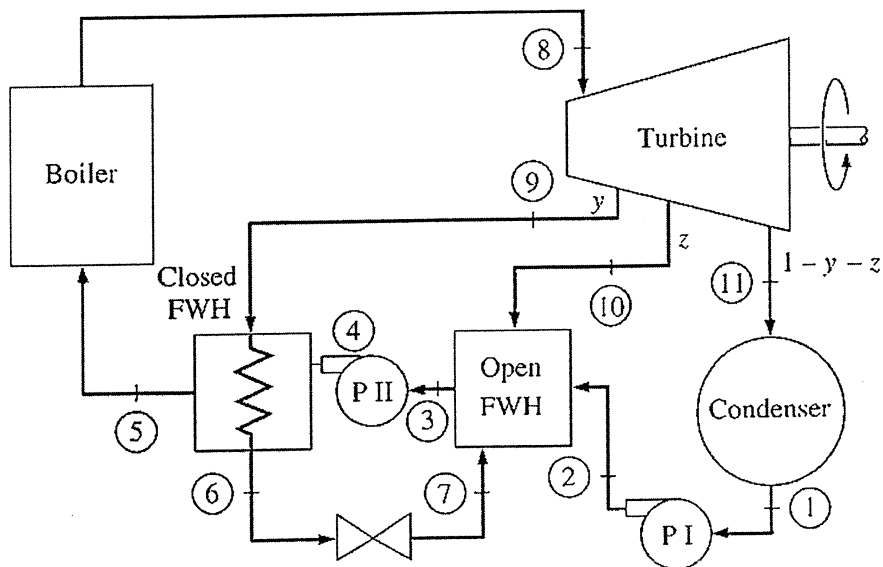 8
Turbine
Boiler
9
y
z
1 – y – z
11
10
Closed
FWH
4
Open
FWH
P II
3
Condenser
5
6
7
2
1
P I